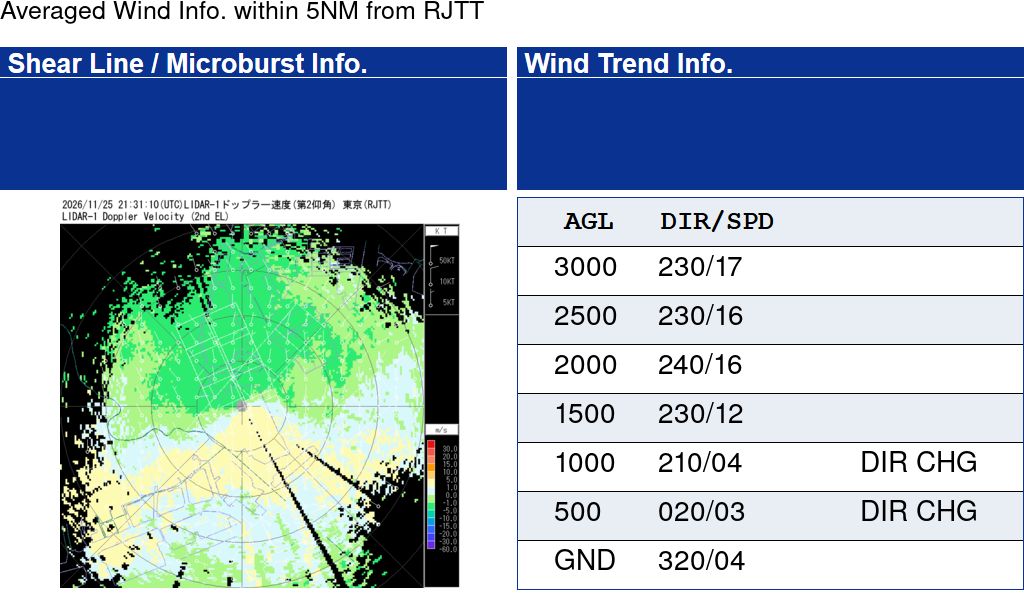 Averaged Wind Info. within 5NM from RJTT
Shear Line / Microburst Info.
Wind Trend Info.
2026/11/25 21:31:10(UTC)LIDAR-1ドップラー速度(第2仰角) 東京(RJTT)
LIDAR-1 Doppler Velocity (2nd EL)
K T
50KT
10KT
5KT
m/s
30.0
20.0
15.0
10.0
5.0
1.0
0.0
-1.0
-5.0
-10.0
-15.0
-20.0
-30.0
-60.0
AGL DIR/SPD
3000 230/17
2500 230/16
2000 240/16
1500 230/12
1000 210/04 DIR CHG
500 020/03 DIR CHG
GND 320/04